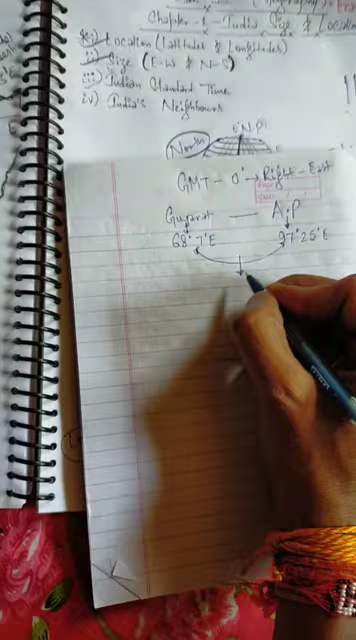 Chapter-1 India Size & Location
i) Location (Latitudes & Longitudes)
ii) Size (E-W & N-S)
iii) Indian Standard Time
iv) India's Neighbours
North
GMT - 0° → Right - East
Gujarat — A.P
68°7'E 97°25'E